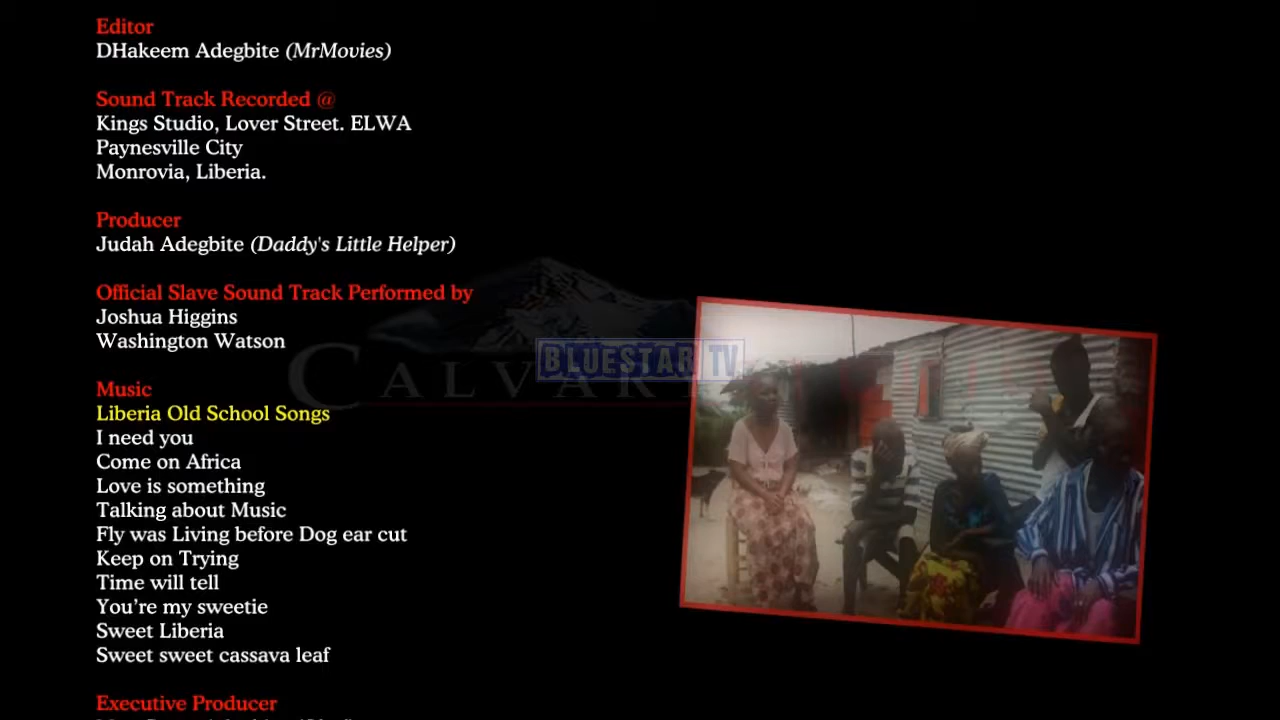 Editor
DHakeem Adegbite (MrMovies)
Sound Track Recorded @
Kings Studio, Lover Street. ELWA
Paynesville City
Monrovia, Liberia.
Producer
Judah Adegbite (Daddy's Little Helper)
Official Slave Sound Track Performed by
Joshua Higgins
Washington Watson
BLUESTAR TV
Music
Liberia Old School Songs
I need you
Come on Africa
Love is something
Talking about Music
Fly was Living before Dog ear cut
Keep on Trying
Time will tell
You’re my sweetie
Sweet Liberia
Sweet sweet cassava leaf
Executive Producer